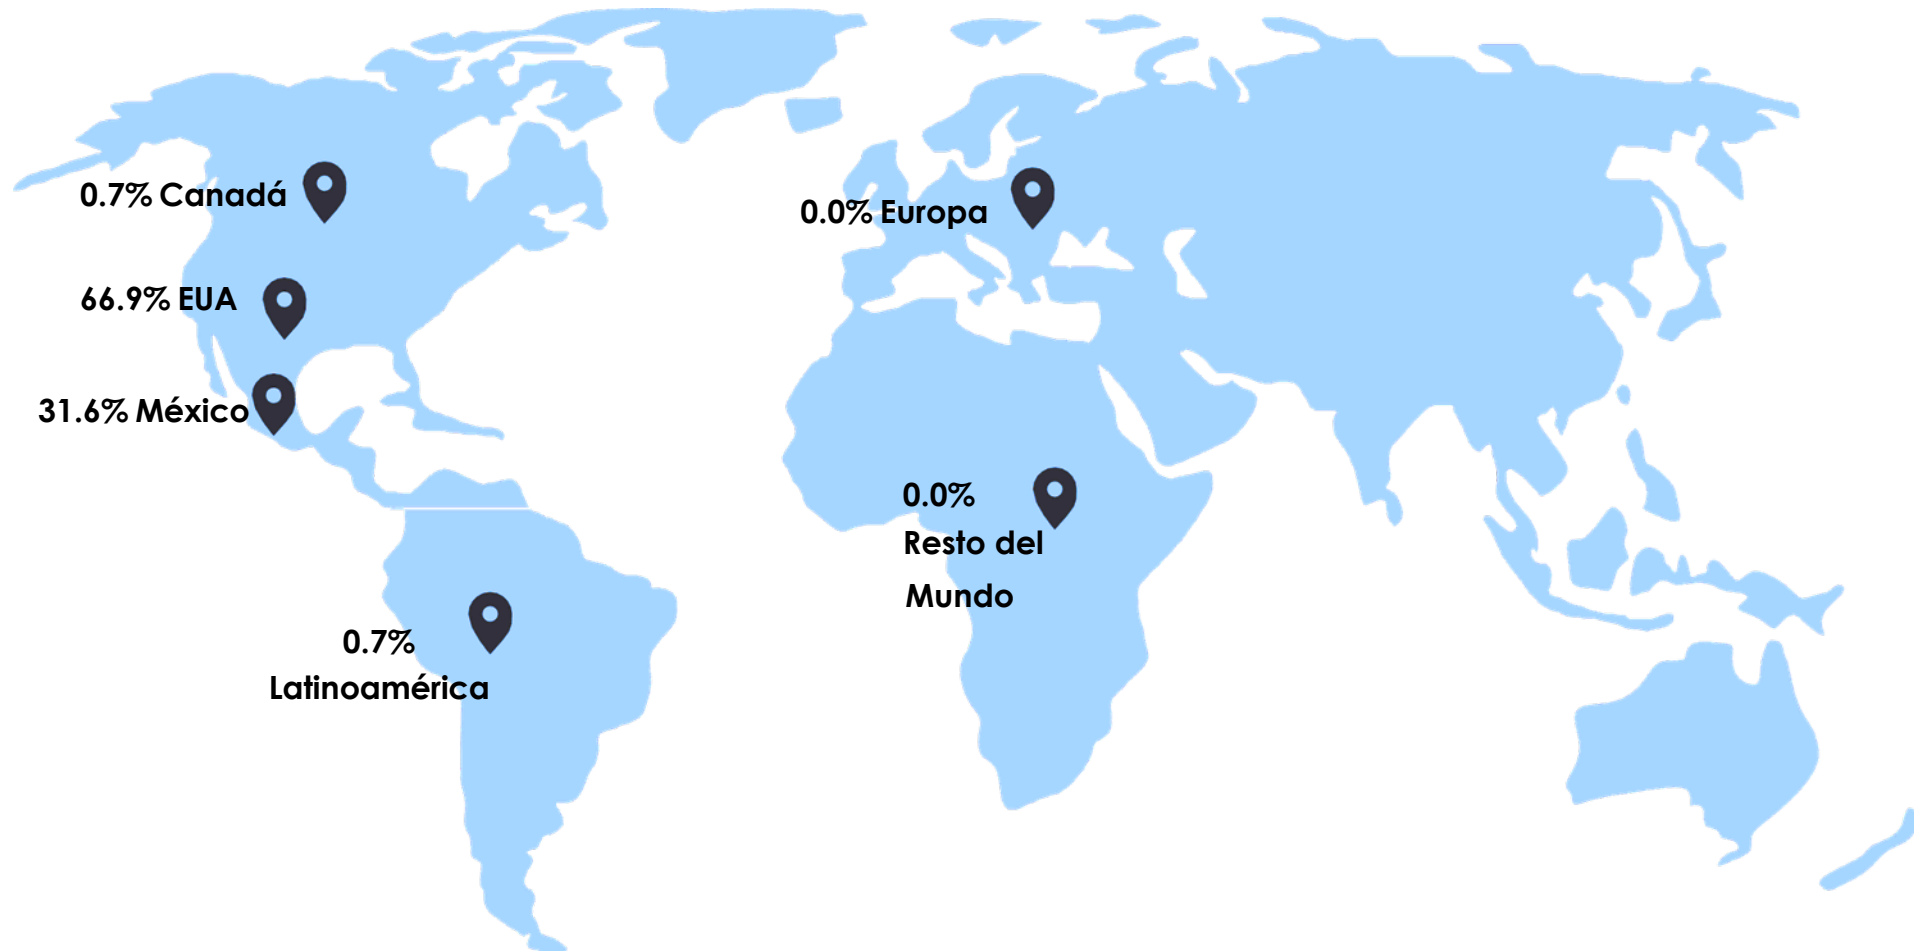 0.7% Canadá
66.9% EUA
31.6% México
0.7%
Latinoamérica
0.0% Europa
0.0%
Resto del
Mundo